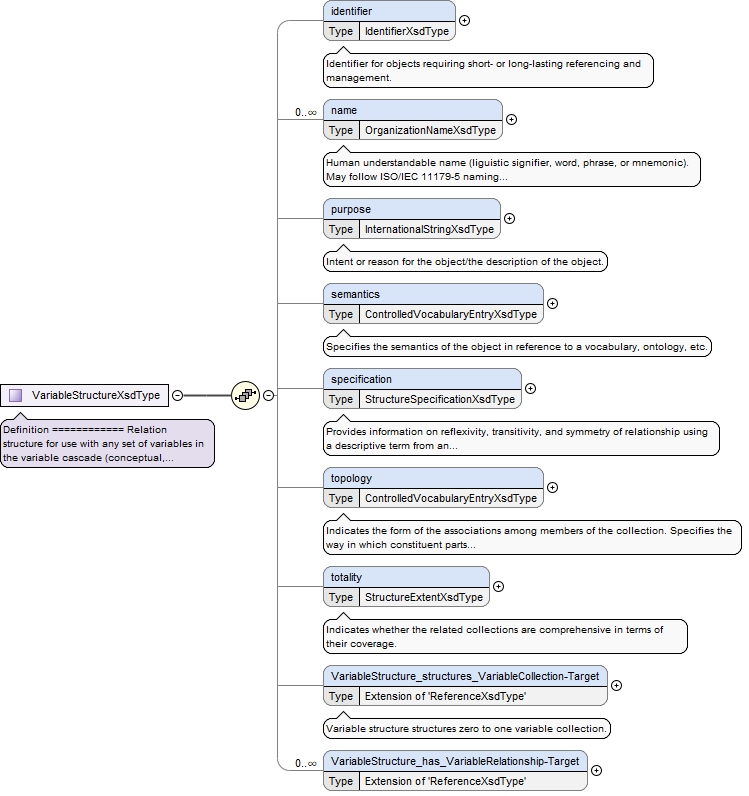 identifier
Type IdentifierXsdType
Identifier for objects requiring short- or long-lasting referencing and
management.
0..∞
name
Type OrganizationNameXsdType
Human understandable name (liguistic signifier, word, phrase, or mnemonic).
May follow ISO/IEC 11179-5 naming...
purpose
Type InternationalStringXsdType
Intent or reason for the object/the description of the object.
semantics
Type ControlledVocabularyEntryXsdType
Specifies the semantics of the object in reference to a vocabulary, ontology, etc.
VariableStructureXsdType
Definition ============ Relation
structure for use with any set of variables in
the variable cascade (conceptual,...
specification
Type StructureSpecificationXsdType
Provides information on reflexivity, transitivity, and symmetry of relationship using
a descriptive term from an...
topology
Type ControlledVocabularyEntryXsdType
Indicates the form of the associations among members of the collection. Specifies the
way in which constituent parts...
totality
Type StructureExtentXsdType
Indicates whether the related collections are comprehensive in terms of
their coverage.
VariableStructure_structures_VariableCollection-Target
Type Extension of 'ReferenceXsdType'
Variable structure structures zero to one variable collection.
0..∞
VariableStructure_has_VariableRelationship-Target
Type Extension of 'ReferenceXsdType'